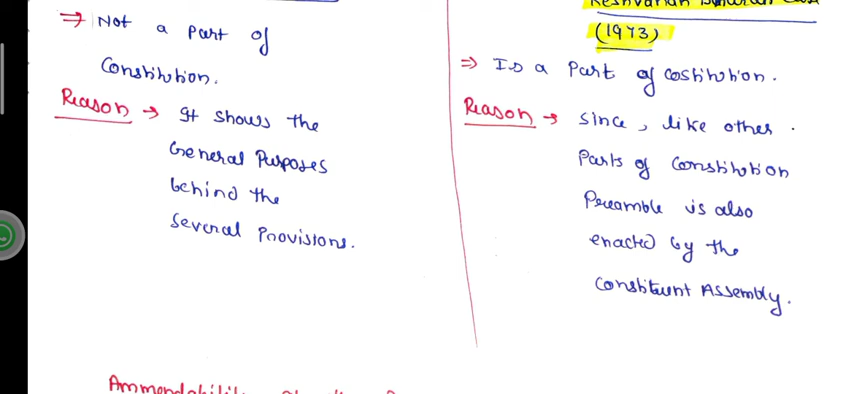 ⇒ Not a part of
Constitution.
Reason → It shows the
General Purposes
behind the
several Provisions.
(1973)
⇒ Is a Part of costitution.
Reason → Since, like other
Parts of Constitution
Preamble is also
enacted by the
Constituent Assembly.